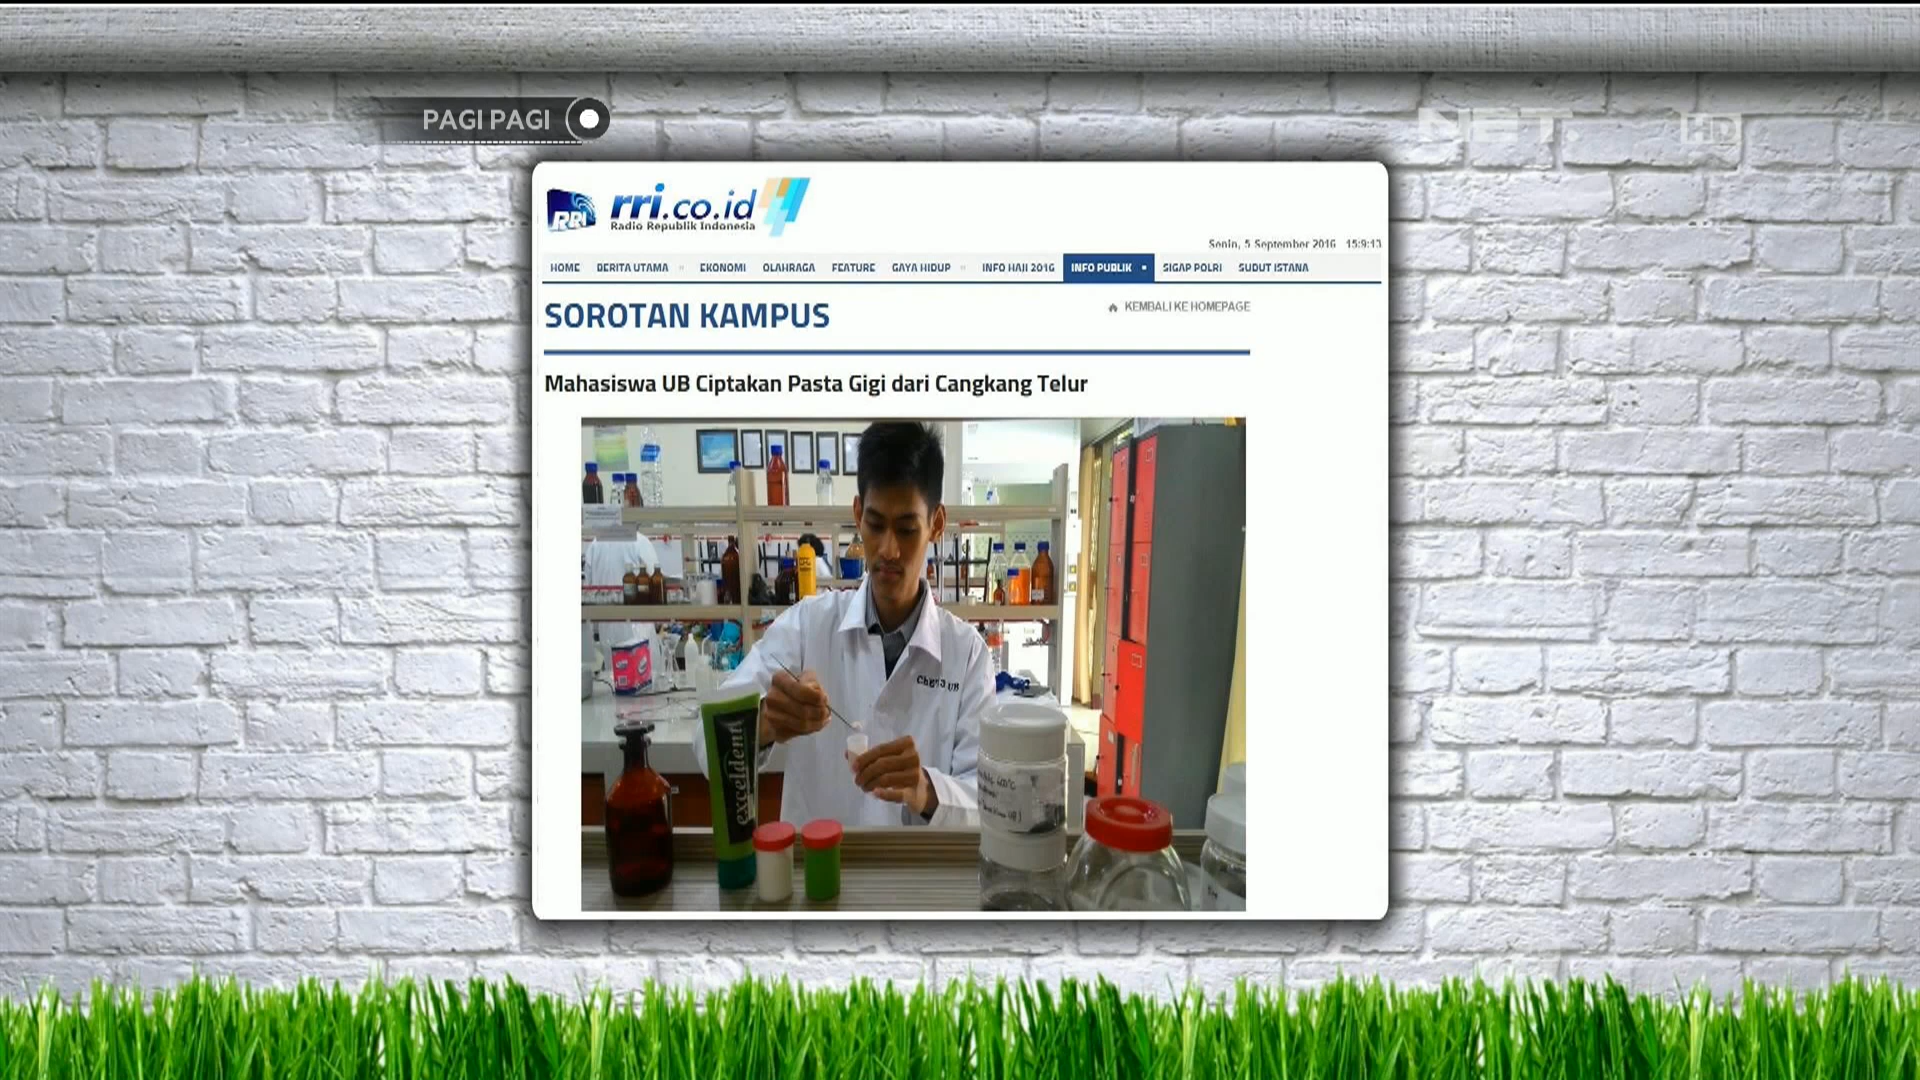 PAGI PAGI
NET.
HD
RRI
rri.co.id
Radio Republik Indonesia
Senin, 5 September 2016 15:9:13
HOME BERITA UTAMA EKONOMI OLAHRAGA FEATURE GAYA HIDUP INFO HAJI 2016 INFO PUBLIK SIGAP POLRI SUDUT ISTANA
SOROTAN KAMPUS
KEMBALI KE HOMEPAGE
Mahasiswa UB Ciptakan Pasta Gigi dari Cangkang Telur
exceldent